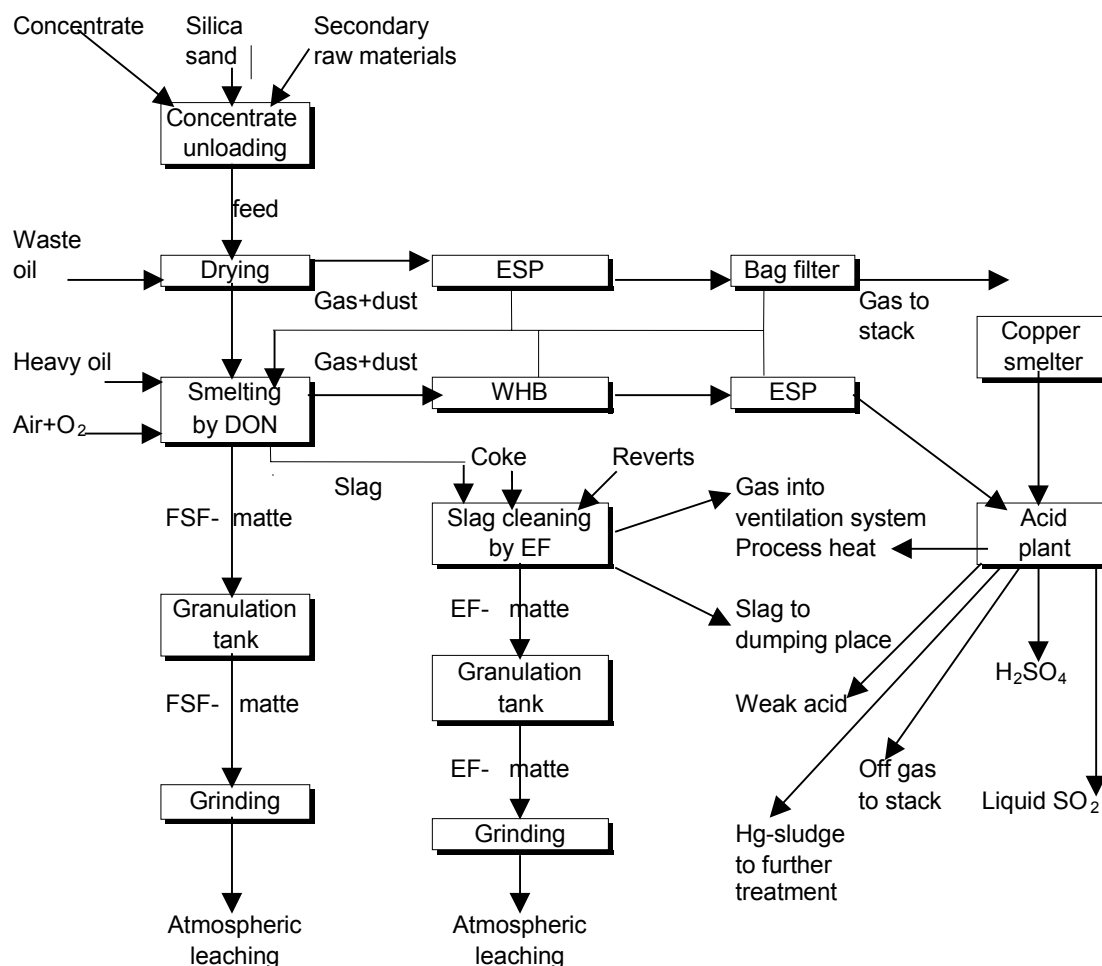 Concentrate
Silica
sand
Secondary
raw materials
Concentrate
unloading
feed
Waste
oil
Drying
ESP
Bag filter
Gas+dust
Gas to
stack
Copper
smelter
Heavy oil
Gas+dust
Smelting
by DON
WHB
ESP
Air+O₂
Slag
Coke
Reverts
Gas into
ventilation system
Process heat
FSF- matte
Slag cleaning
by EF
Acid
plant
Granulation
tank
EF- matte
Slag to
dumping place
Granulation
tank
H₂SO₄
FSF- matte
Weak acid
EF- matte
Off gas
to stack
Liquid SO₂
Grinding
Grinding
Hg-sludge
to further
treatment
Atmospheric
leaching
Atmospheric
leaching